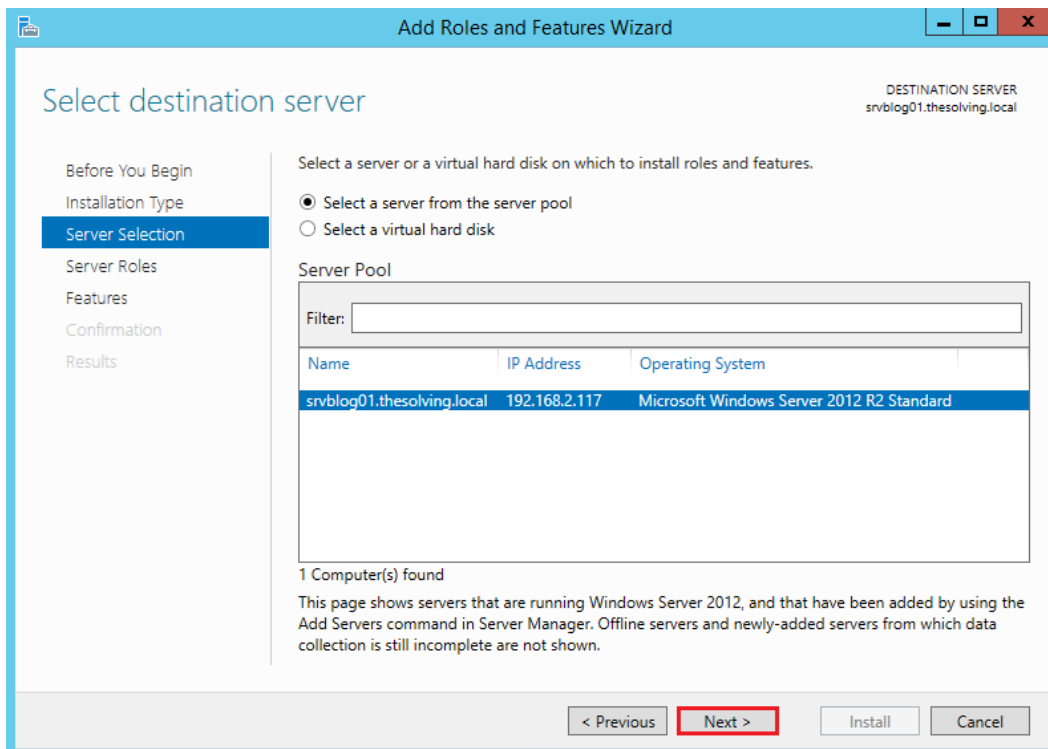 Add Roles and Features Wizard
Select destination server
DESTINATION SERVER
srvblog01.thesolving.local
Before You Begin
Installation Type
Server Selection
Server Roles
Features
Confirmation
Results
Select a server or a virtual hard disk on which to install roles and features.
Select a server from the server pool
Select a virtual hard disk
Server Pool
Filter:
Name IP Address Operating System
srvblog01.thesolving.local 192.168.2.117 Microsoft Windows Server 2012 R2 Standard
1 Computer(s) found
This page shows servers that are running Windows Server 2012, and that have been added by using the
Add Servers command in Server Manager. Offline servers and newly-added servers from which data
collection is still incomplete are not shown.
< Previous Next > Install Cancel